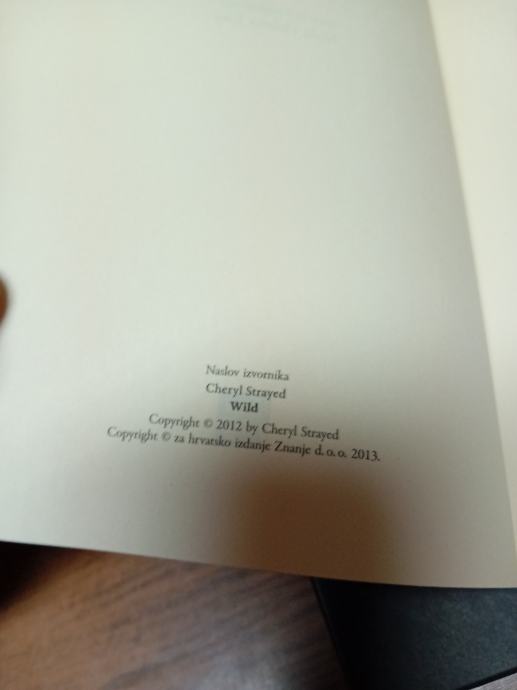 Naslov izvornika
Cheryl Strayed
Wild
Copyright © 2012 by Cheryl Strayed
Copyright © za hrvatsko izdanje Znanje d. o. o. 2013.